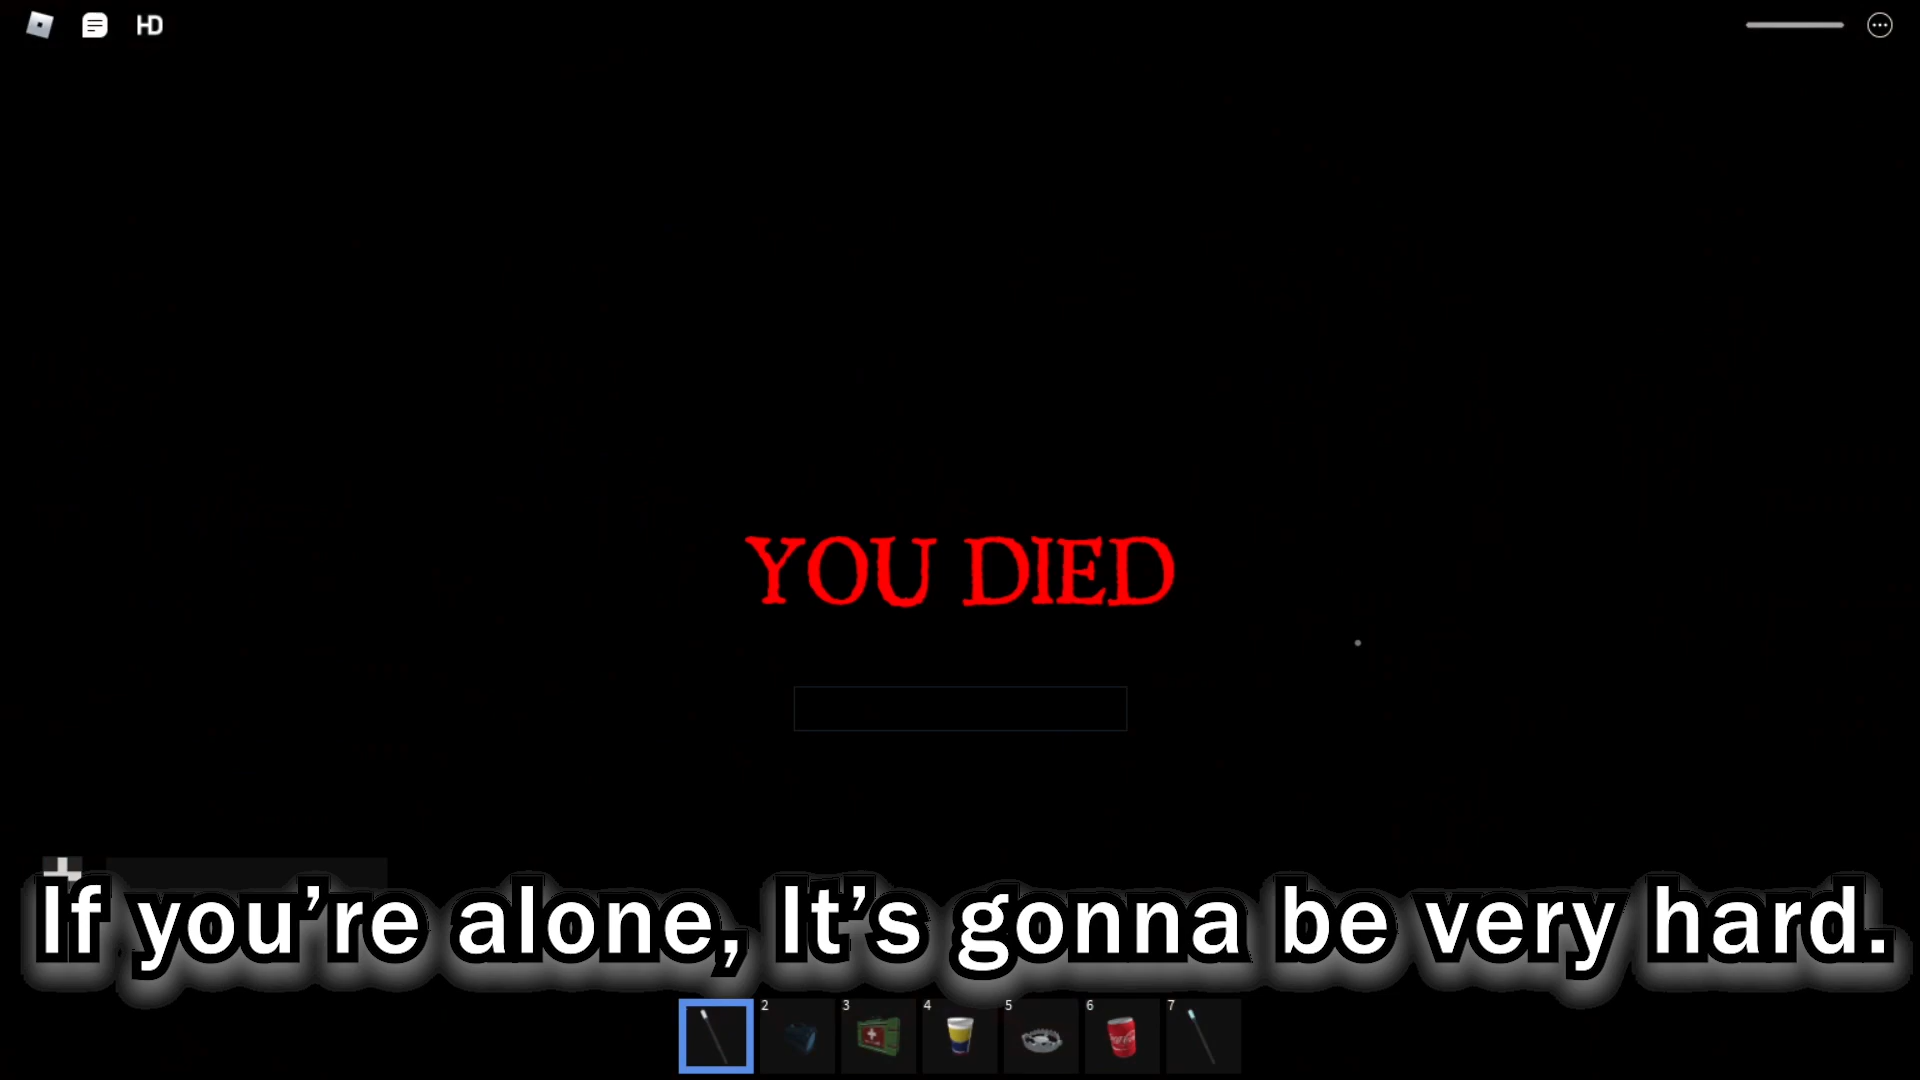 HD
YOU DIED
If you’re alone, It’s gonna be very hard.
2 3 4 5 6 7